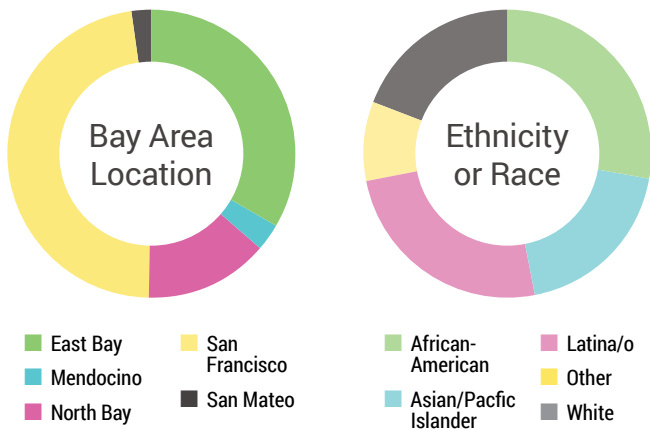 Bay Area
Location
Ethnicity
or Race
East Bay
Mendocino
North Bay
San
Francisco
San Mateo
African-
American
Asian/Pacfic
Islander
Latina/o
Other
White